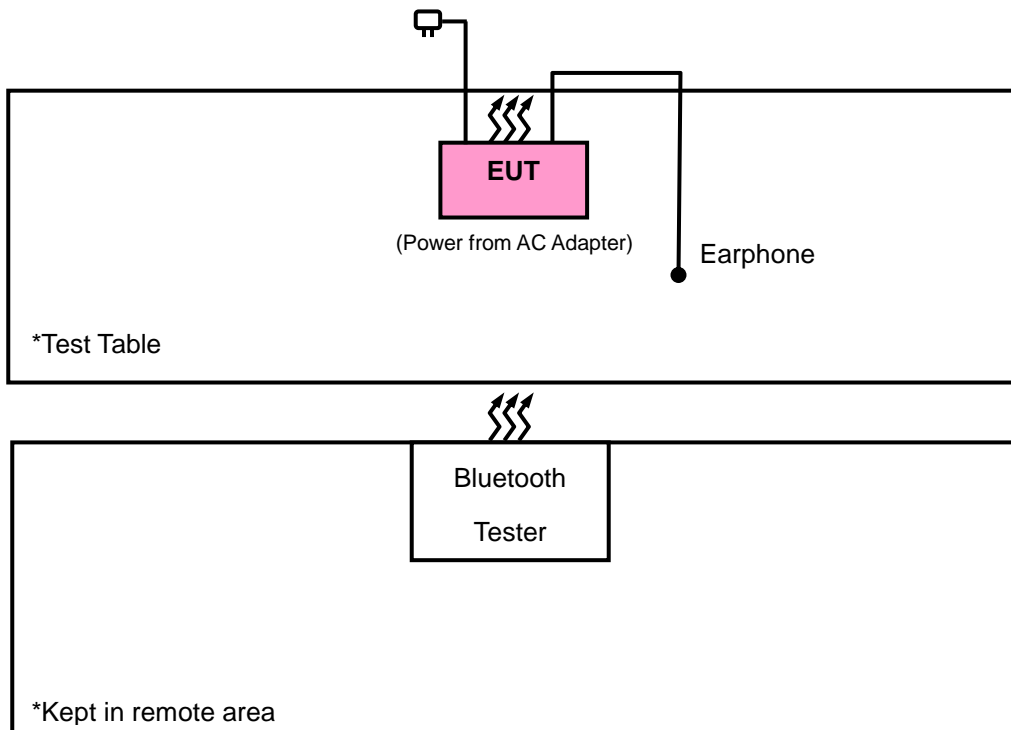 EUT
(Power from AC Adapter)
Earphone
*Test Table
Bluetooth
Tester
*Kept in remote area